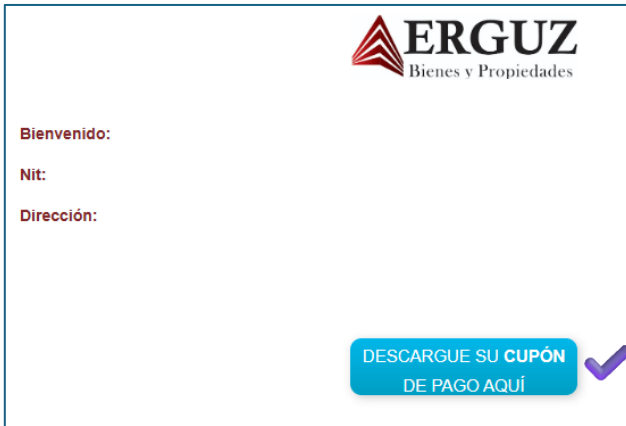 ERGUZ
Bienes y Propiedades
Bienvenido:
Nit:
Dirección:
DESCARGUE SU CUPÓN
DE PAGO AQUÍ